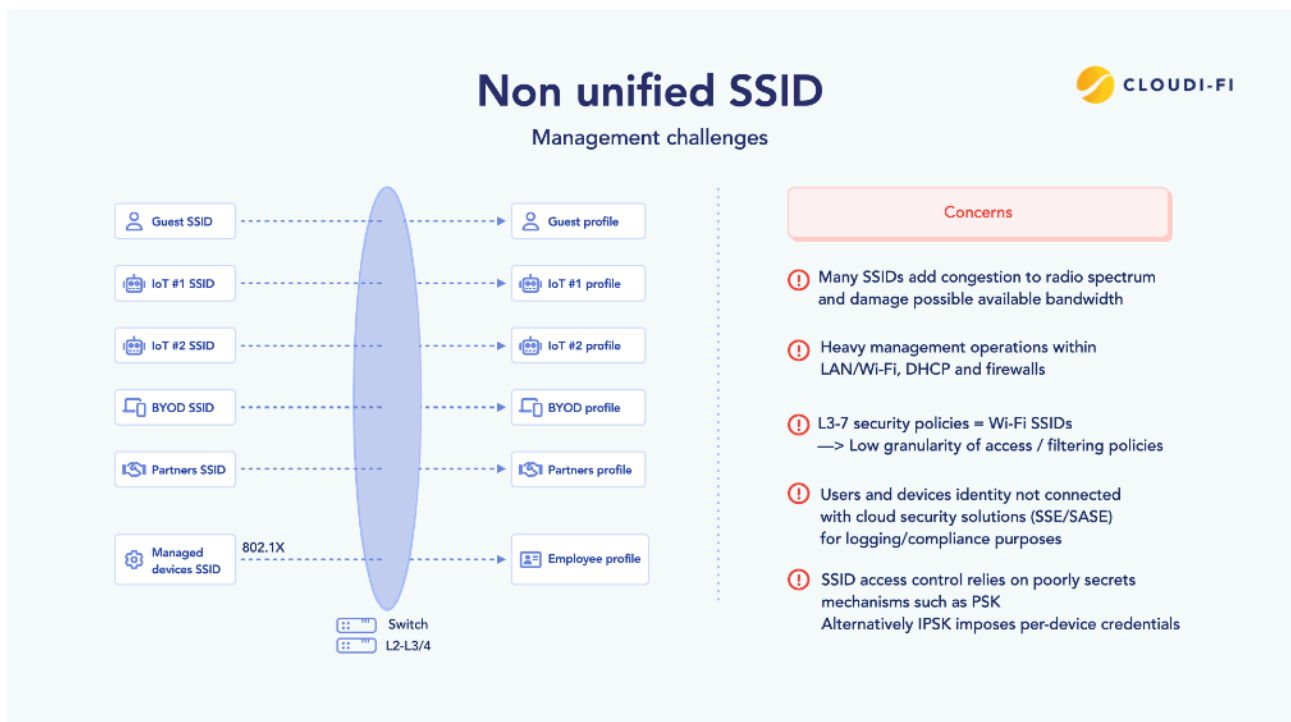 Non unified SSID
CLOUDI-FI
Management challenges
Guest SSID
Guest profile
IoT #1 SSID
IoT #1 profile
IoT #2 SSID
IoT #2 profile
BYOD SSID
BYOD profile
Partners SSID
Partners profile
Managed
devices SSID
802.1X
Employee profile
Switch
L2-L3/4
Concerns
Many SSIDs add congestion to radio spectrum
and damage possible available bandwidth
Heavy management operations within
LAN/Wi-Fi, DHCP and firewalls
L3-7 security policies = Wi-Fi SSIDs
—> Low granularity of access / filtering policies
Users and devices identity not connected
with cloud security solutions (SSE/SASE)
for logging/compliance purposes
SSID access control relies on poorly secrets
mechanisms such as PSK
Alternatively IPSK imposes per-device credentials